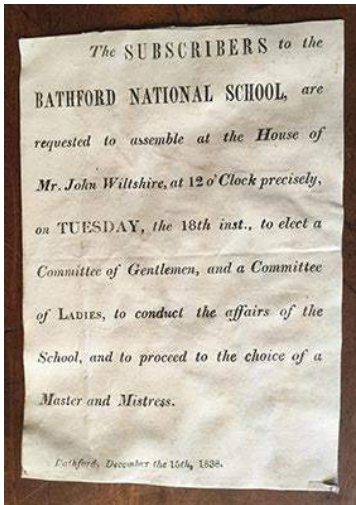 The SUBSCRIBERS to the
BATHFORD NATIONAL SCHOOL, are
requested to assemble at the House of
Mr. John Wiltshire, at 12 o'Clock precisely,
on TUESDAY, the 18th inst., to elect a
Committee of Gentlemen, and a Committee
of LADIES, to conduct the affairs of the
School, and to proceed to the choice of a
Master and Mistress.
Bathford, December the 15th, 1838.